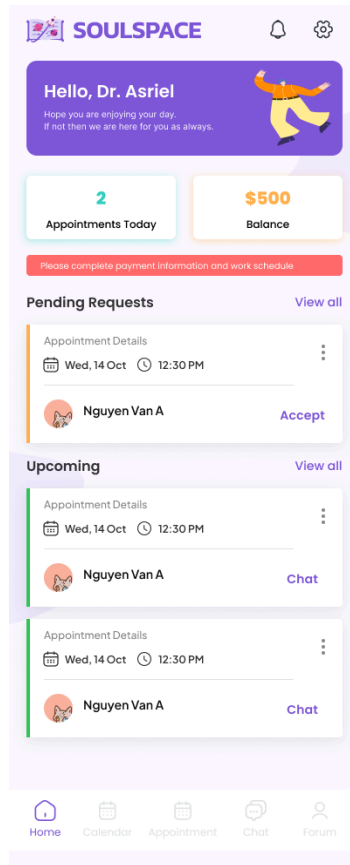 SOULSPACE
Hello, Dr. Asriel
Hope you are enjoying your day.
If not then we are here for you as always.
2
Appointments Today
$500
Balance
Please complete payment information and work schedule
Pending Requests
View all
Appointment Details
Wed, 14 Oct
12:30 PM
Nguyen Van A
Accept
Upcoming
View all
Appointment Details
Wed, 14 Oct
12:30 PM
Nguyen Van A
Chat
Appointment Details
Wed, 14 Oct
12:30 PM
Nguyen Van A
Chat
Home
Calendar
Appointment
Chat
Forum